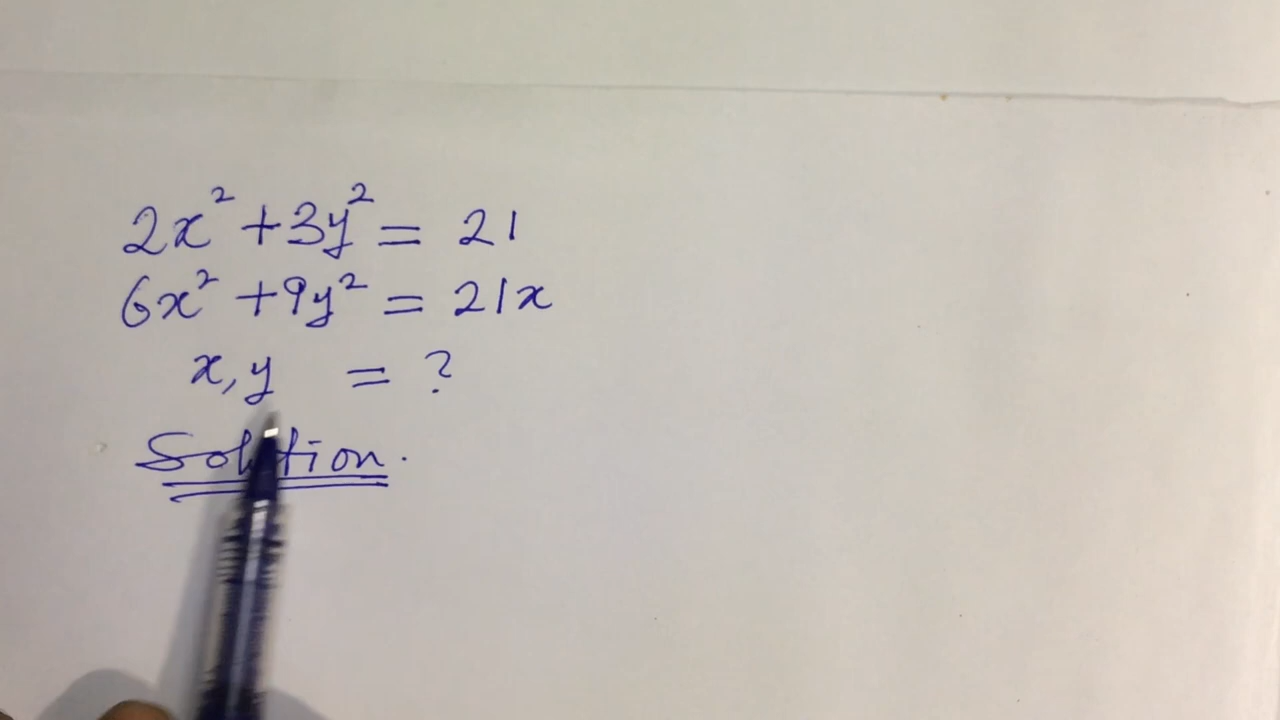 2x² + 3y² = 21
6x² + 9y² = 21x
x, y = ?
Solution.